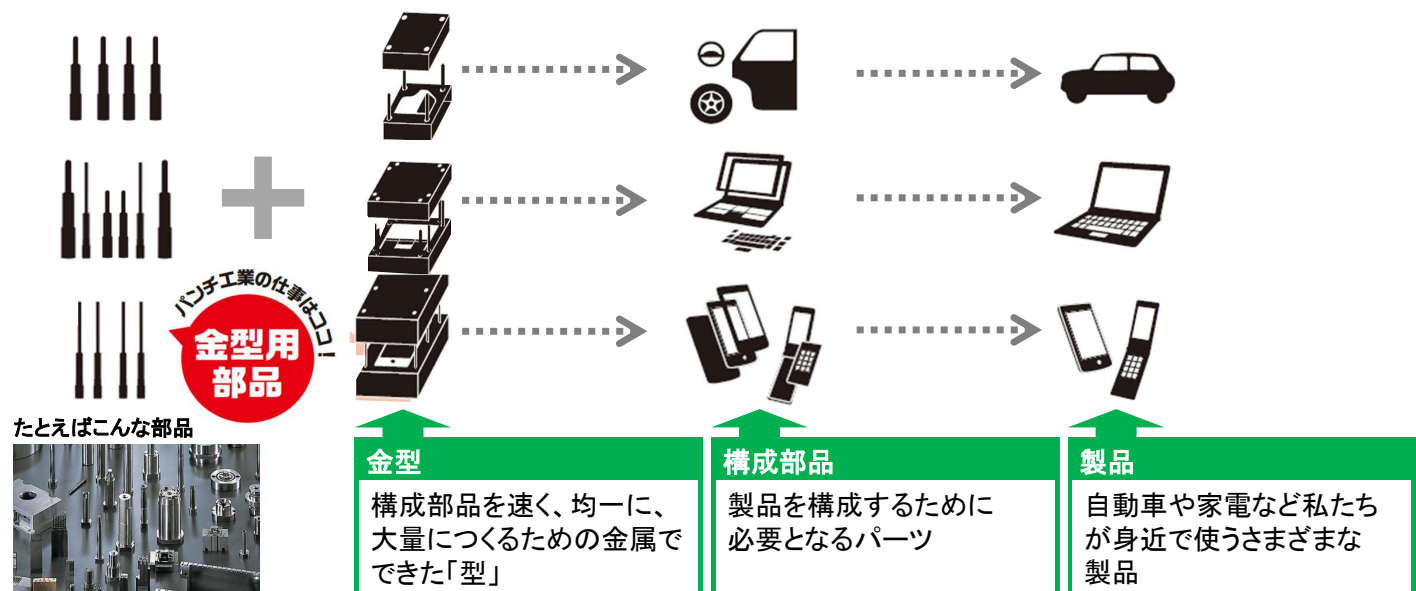 パンチ工業の仕事はココ!
金型用
部品
たとえばこんな部品
金型
構成部品を速く、均一に、
大量につくるための金属で
できた「型」
構成部品
製品を構成するために
必要となるパーツ
製品
自動車や家電など私たち
が身近で使うさまざまな
製品